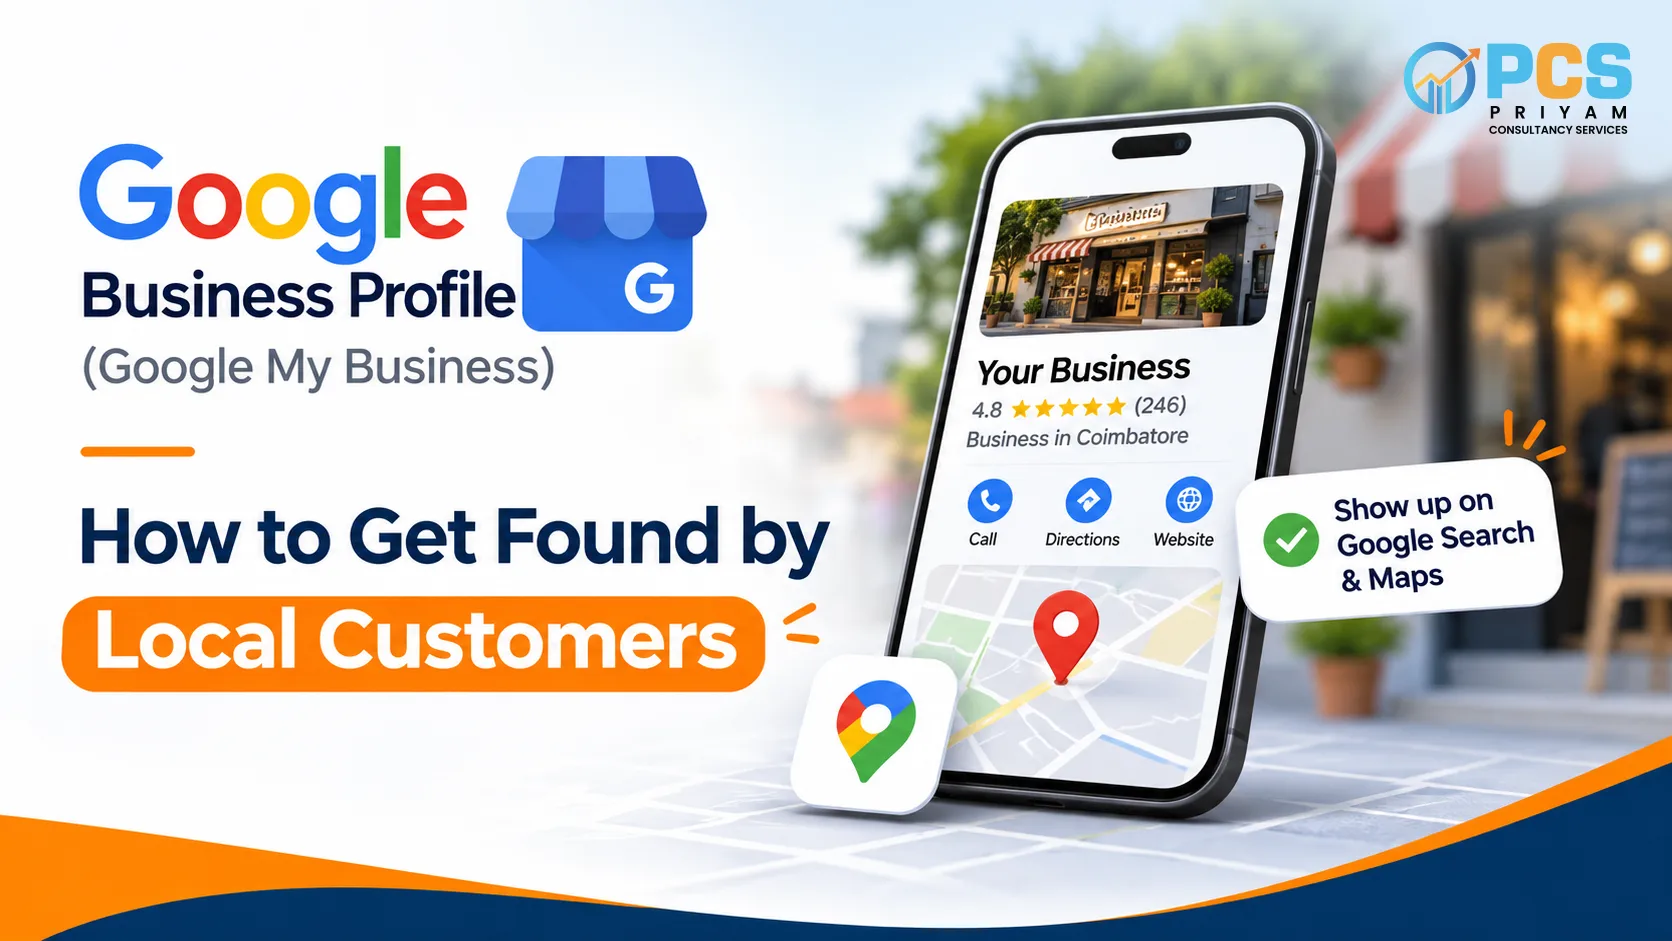 PCS
PRIYAM
CONSULTANCY SERVICES
Google
Business Profile
G
(Google My Business)
How to Get Found by
Local Customers
Your Business
4.8 ★★★★★ (246)
Business in Coimbatore
Call Directions Website
Show up on
Google Search
& Maps